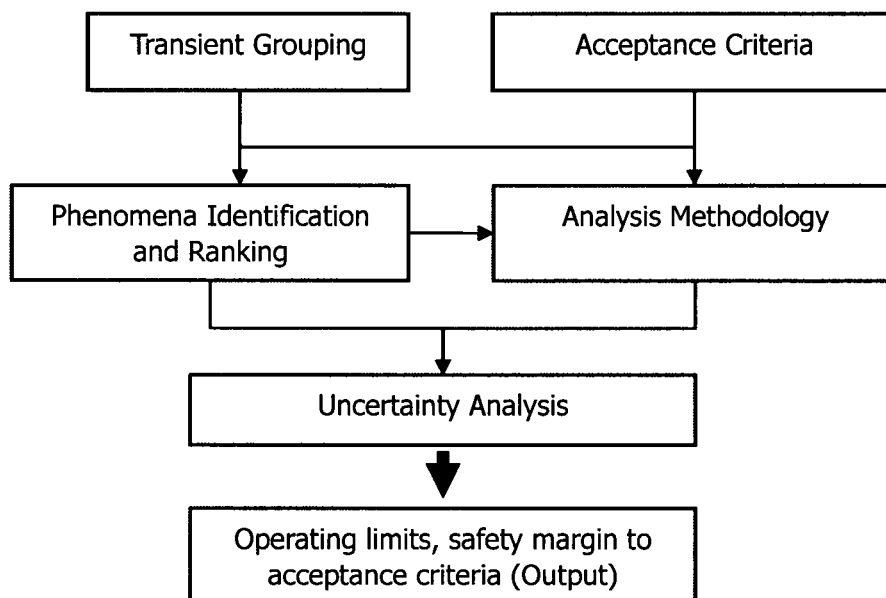 Transient Grouping
Acceptance Criteria
Phenomena Identification
and Ranking
Analysis Methodology
Uncertainty Analysis
Operating limits, safety margin to
acceptance criteria (Output)